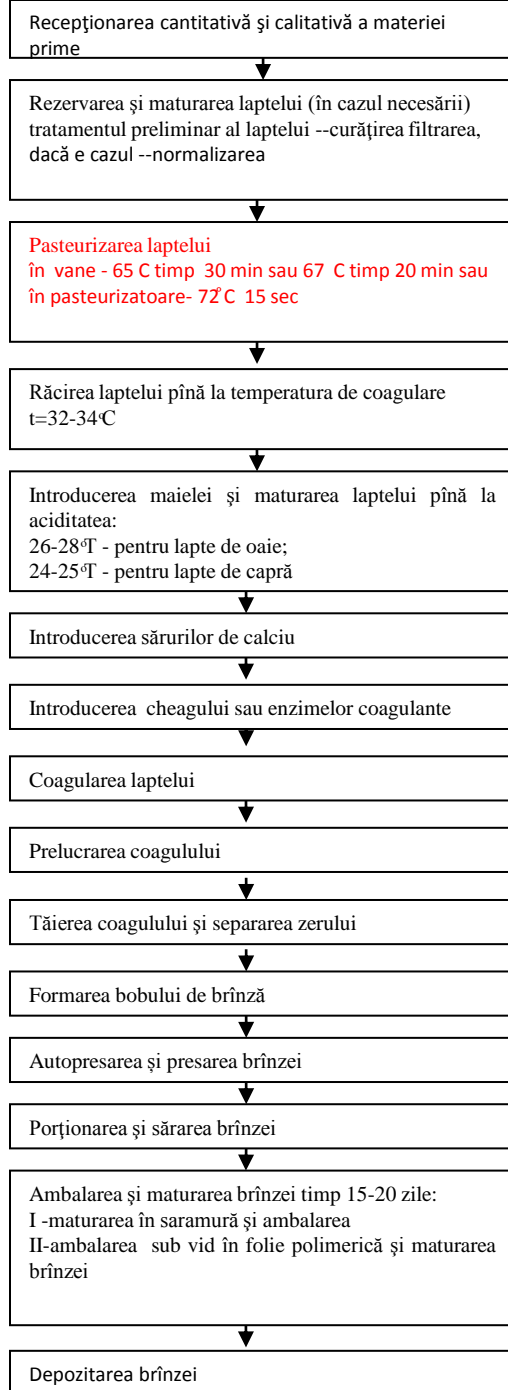 Recepţionarea cantitativă şi calitativă a materiei
prime
Rezervarea şi maturarea laptelui (în cazul necesării)
tratamentul preliminar al laptelui --curăţirea filtrarea,
dacă e cazul --normalizarea
Pasteurizarea laptelui
în vane - 65 C timp 30 min sau 67 C timp 20 min sau
în pasteurizatoare- 72°C 15 sec
Răcirea laptelui pînă la temperatura de coagulare
t=32-34°C
Introducerea maielei şi maturarea laptelui pînă la
aciditatea:
26-28°T - pentru lapte de oaie;
24-25°T - pentru lapte de capră
Introducerea sărurilor de calciu
Introducerea cheagului sau enzimelor coagulante
Coagularea laptelui
Prelucrarea coagulului
Tăierea coagulului şi separarea zerului
Formarea bobului de brînză
Autopresarea și presarea brînzei
Porţionarea şi sărarea brînzei
Ambalarea şi maturarea brînzei timp 15-20 zile:
I -maturarea în saramură şi ambalarea
II-ambalarea sub vid în folie polimerică şi maturarea
brînzei
Depozitarea brînzei